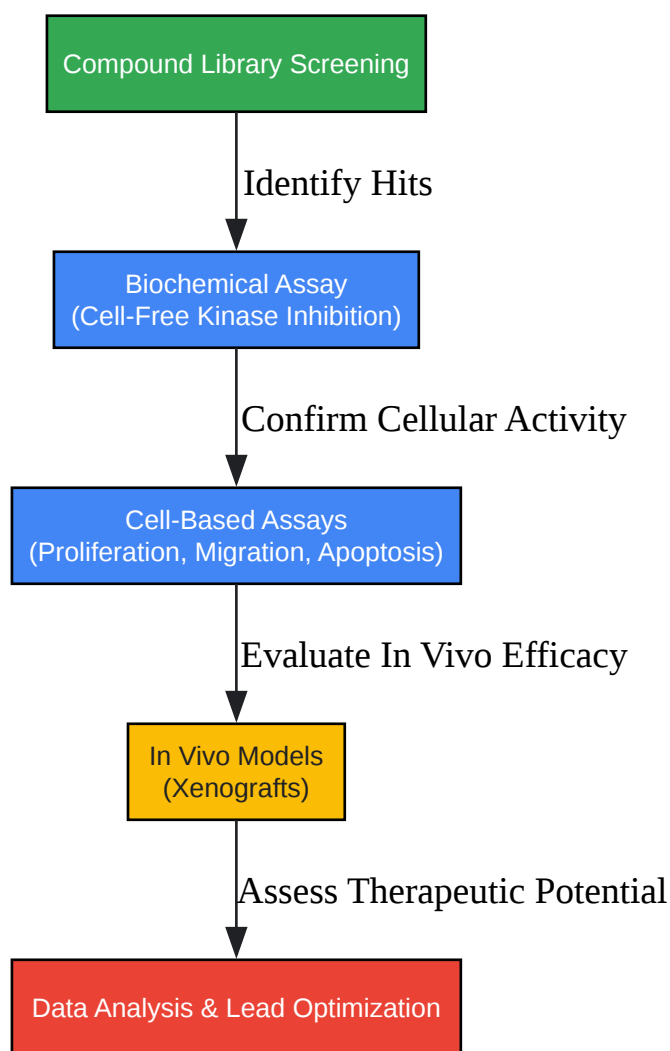 Compound Library Screening
Identify Hits
Biochemical Assay
(Cell-Free Kinase Inhibition)
Confirm Cellular Activity
Cell-Based Assays
(Proliferation, Migration, Apoptosis)
Evaluate In Vivo Efficacy
In Vivo Models
(Xenografts)
Assess Therapeutic Potential
Data Analysis & Lead Optimization